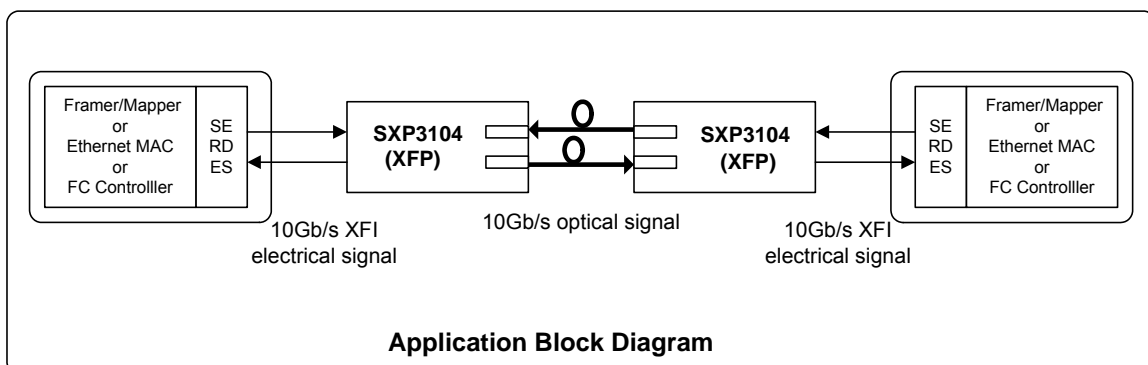 Framer/Mapper
or
Ethernet MAC
or
FC Controlller
SE
RD
ES
10Gb/s XFI
electrical signal
SXP3104
(XFP)
10Gb/s optical signal
SXP3104
(XFP)
10Gb/s XFI
electrical signal
SE
RD
ES
Framer/Mapper
or
Ethernet MAC
or
FC Controlller
Application Block Diagram